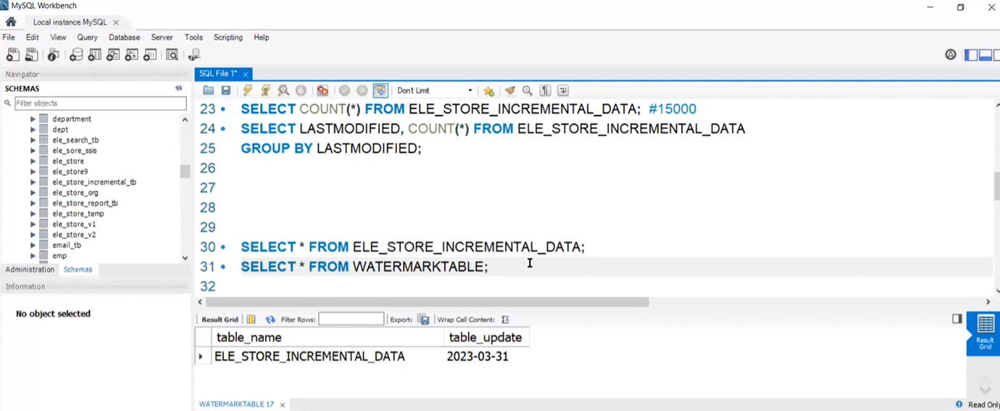 MySQL Workbench
Local instance MySQL
File Edit View Query Database Server Tools Scripting Help
Navigator
SCHEMAS
Filter objects
department
dept
ele_search_tb
ele_sore_ssis
ele_store
ele_store9
ele_store_incremental_tb
ele_store_org
ele_store_report_tb
ele_store_temp
ele_store_v1
ele_store_v2
email_tb
emp
Administration Schemas
Information
No object selected
SQL File 1*
Don't Limit
23 SELECT COUNT(*) FROM ELE_STORE_INCREMENTAL_DATA; #15000
24 SELECT LASTMODIFIED, COUNT(*) FROM ELE_STORE_INCREMENTAL_DATA
25 GROUP BY LASTMODIFIED;
26
27
28
29
30 SELECT * FROM ELE_STORE_INCREMENTAL_DATA;
31 SELECT * FROM WATERMARKTABLE;
32
Result Grid Filter Rows: Export: Wrap Cell Content:
table_name table_update
ELE_STORE_INCREMENTAL_DATA 2023-03-31
Result
Grid
WATERMARKTABLE 17
Read Only